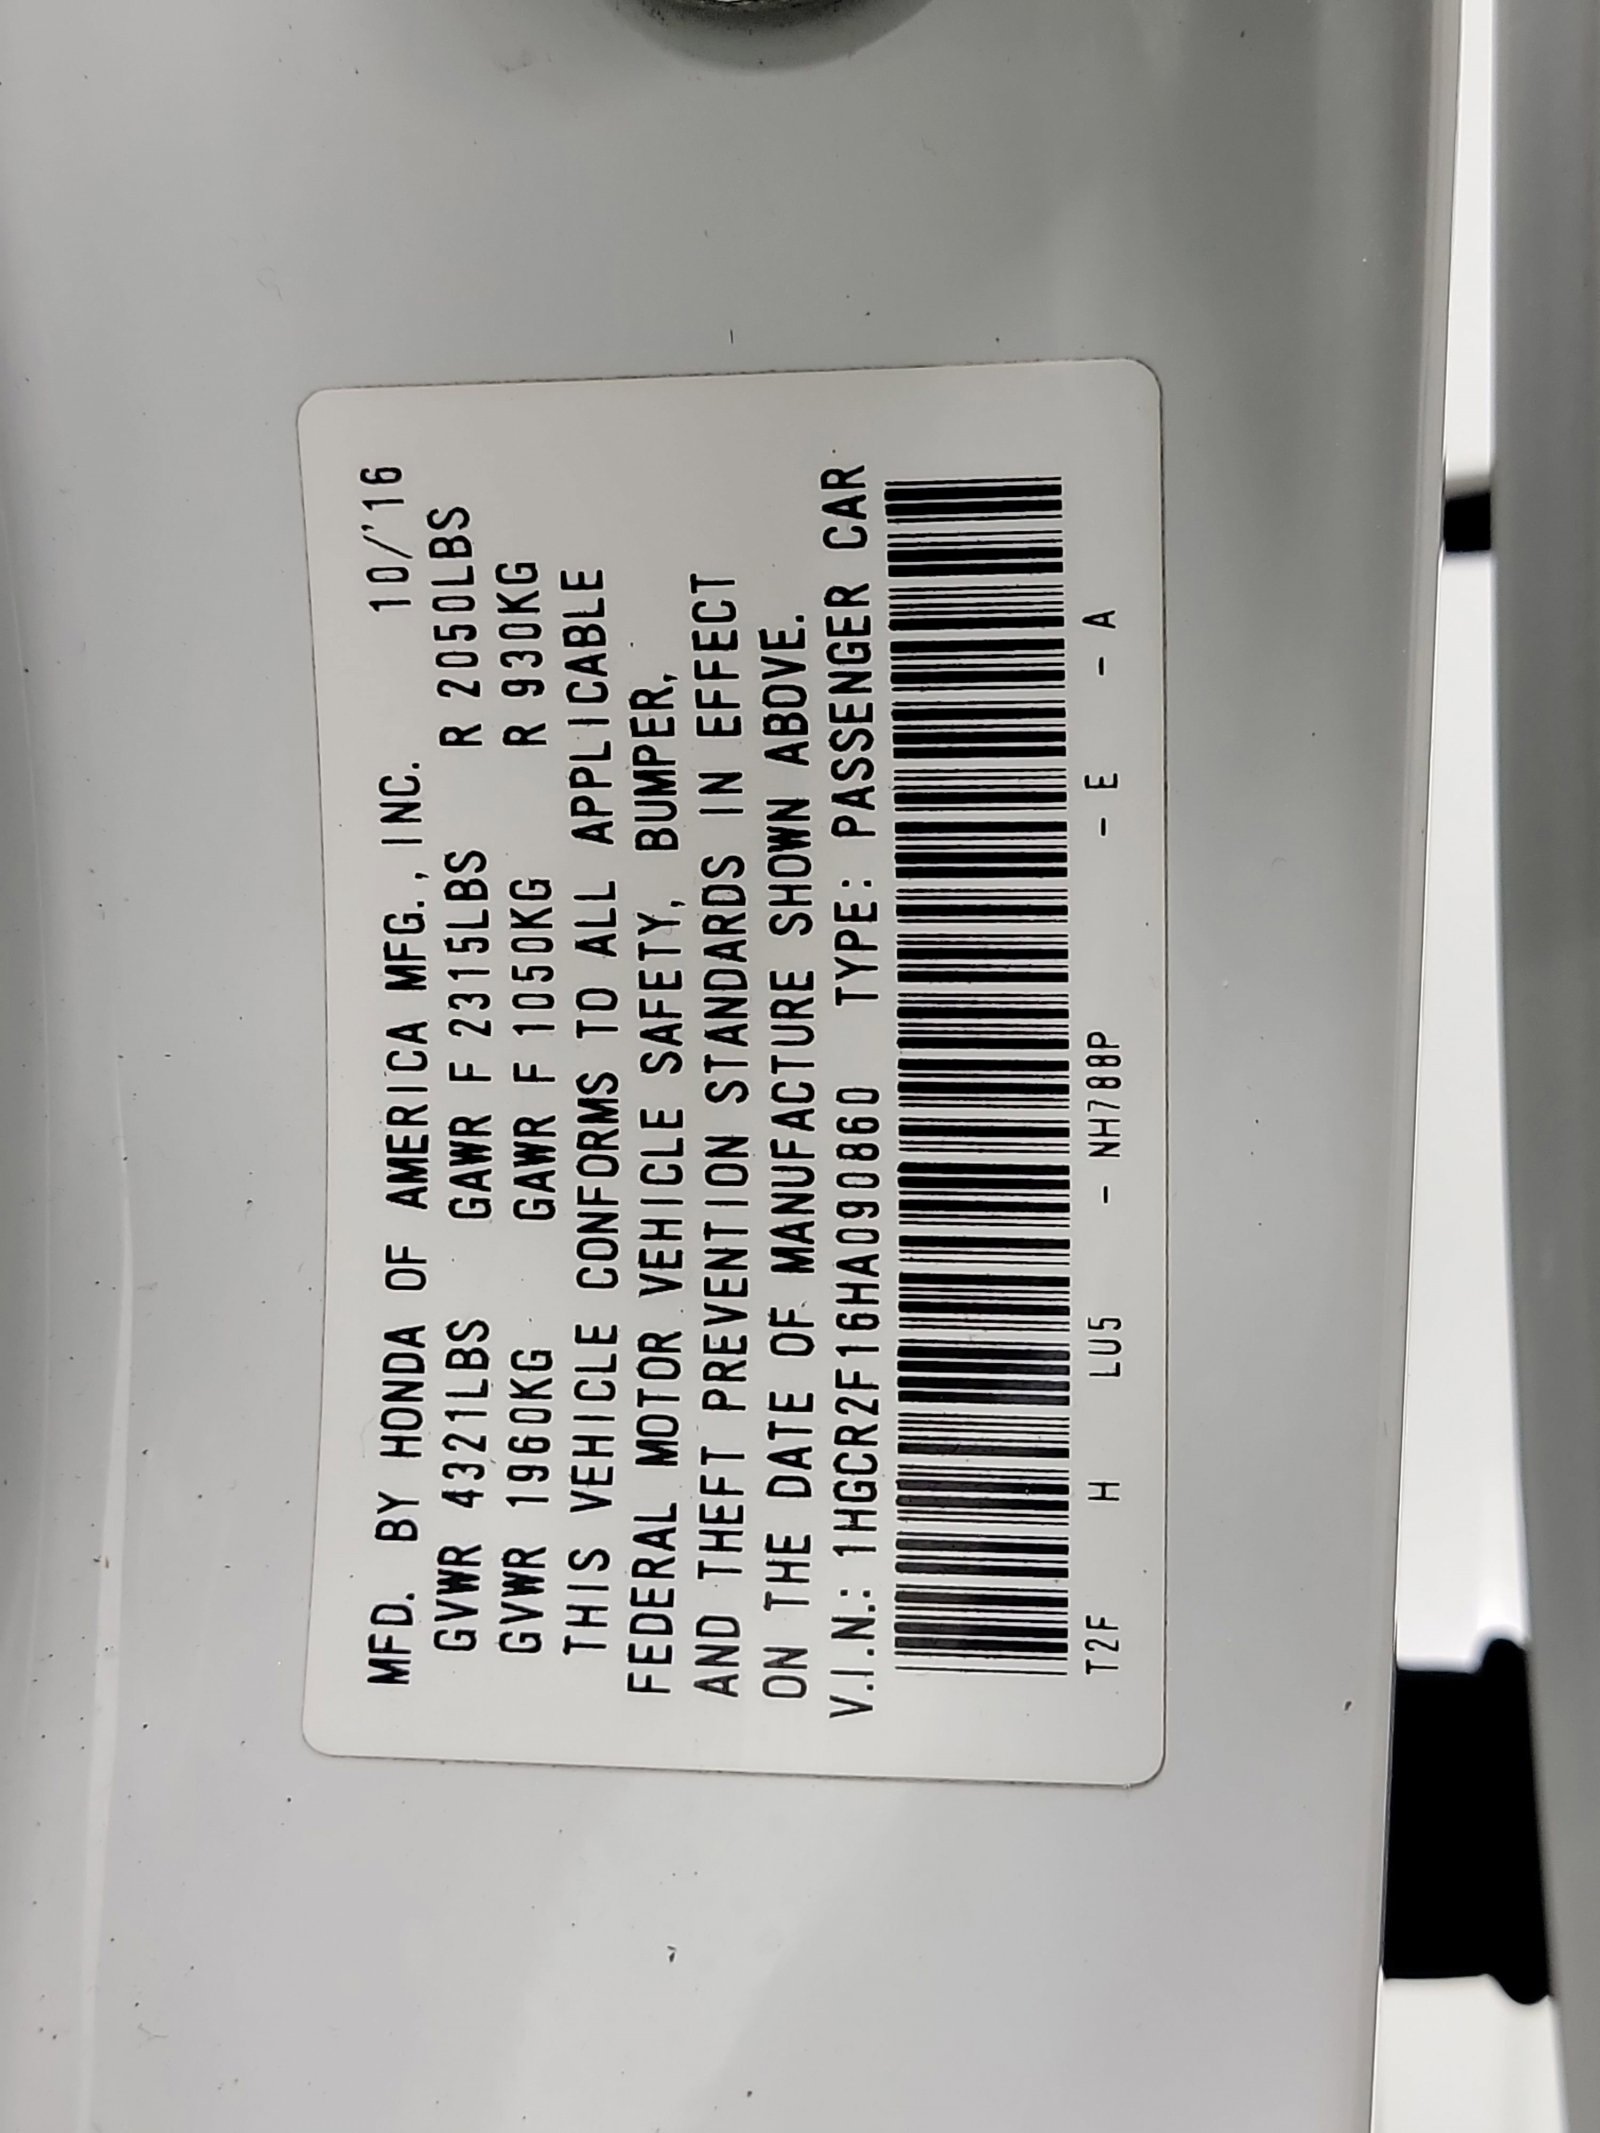 MFD. BY HONDA OF AMERICA MFG., INC. 10/'16
GVWR 4321LBS GAWR F 2315LBS R 2050LBS
GVWR 1960KG GAWR F 1050KG R 930KG
THIS VEHICLE CONFORMS TO ALL APPLICABLE
FEDERAL MOTOR VEHICLE SAFETY, BUMPER,
AND THEFT PREVENTION STANDARDS IN EFFECT
ON THE DATE OF MANUFACTURE SHOWN ABOVE.
V.I.N.: 1HGCR2F16HA090860 TYPE: PASSENGER CAR
T2F H LU5 - NH788P - E - A